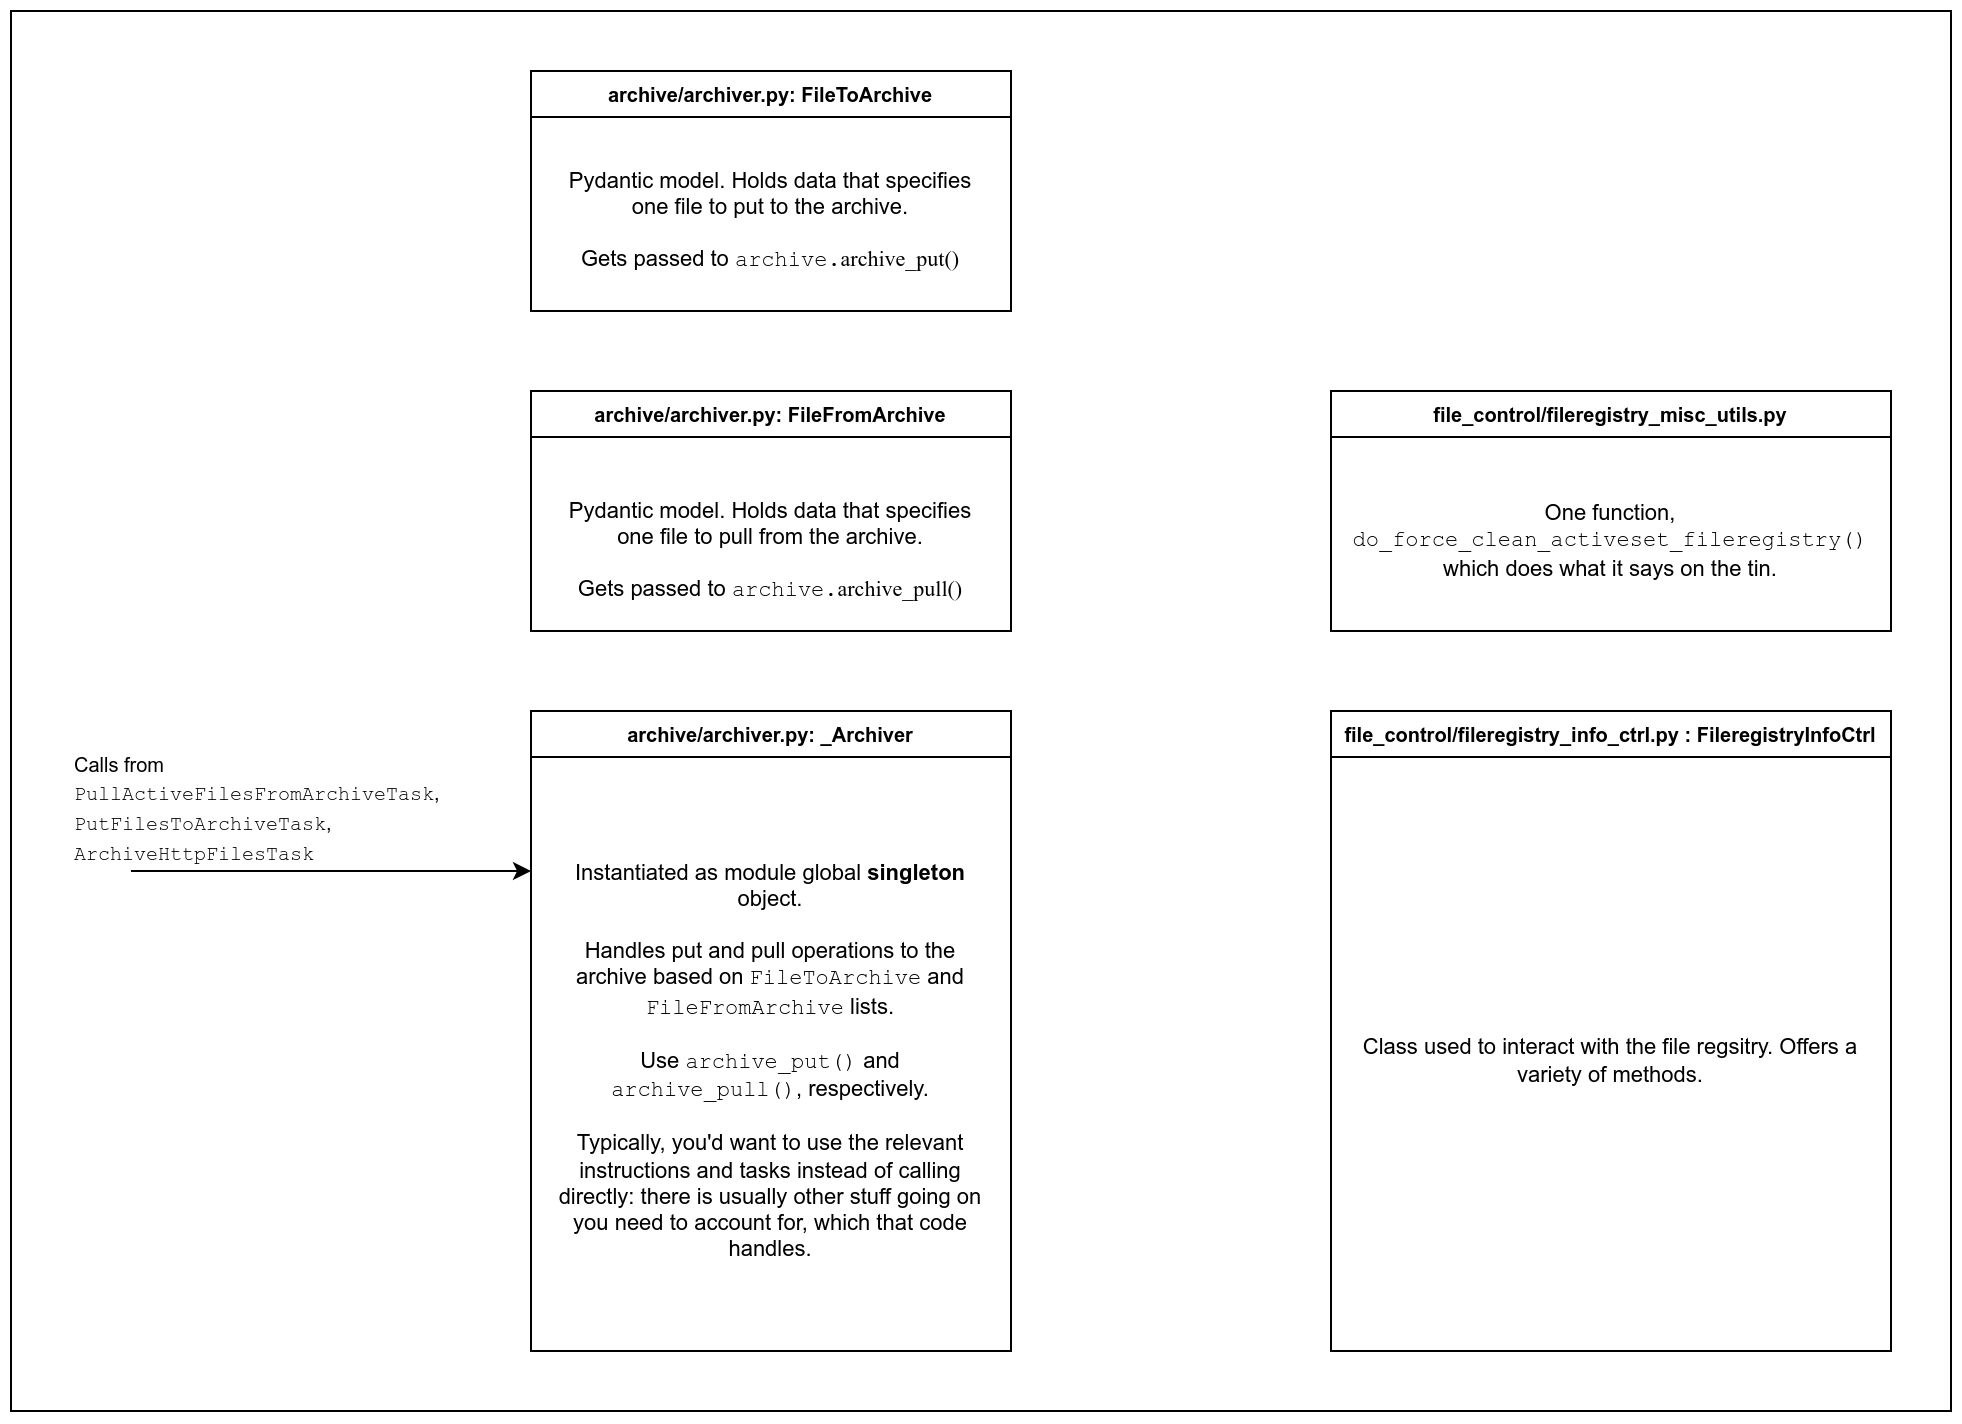 archive/archiver.py: FileToArchive
Pydantic model. Holds data that specifies
one file to put to the archive.
Gets passed to archive.archive_put()
archive/archiver.py: FileFromArchive
Pydantic model. Holds data that specifies
one file to pull from the archive.
Gets passed to archive.archive_pull()
file_control/fileregistry_misc_utils.py
One function,
do_force_clean_activeset_fileregistry()
which does what it says on the tin.
Calls from
PullActiveFilesFromArchiveTask,
PutFilesToArchiveTask,
ArchiveHttpFilesTask
archive/archiver.py: _Archiver
Instantiated as module global singleton
object.
Handles put and pull operations to the
archive based on FileToArchive and
FileFromArchive lists.
Use archive_put() and
archive_pull(), respectively.
Typically, you'd want to use the relevant
instructions and tasks instead of calling
directly: there is usually other stuff going on
you need to account for, which that code
handles.
file_control/fileregistry_info_ctrl.py : FileregistryInfoCtrl
Class used to interact with the file regsitry. Offers a
variety of methods.